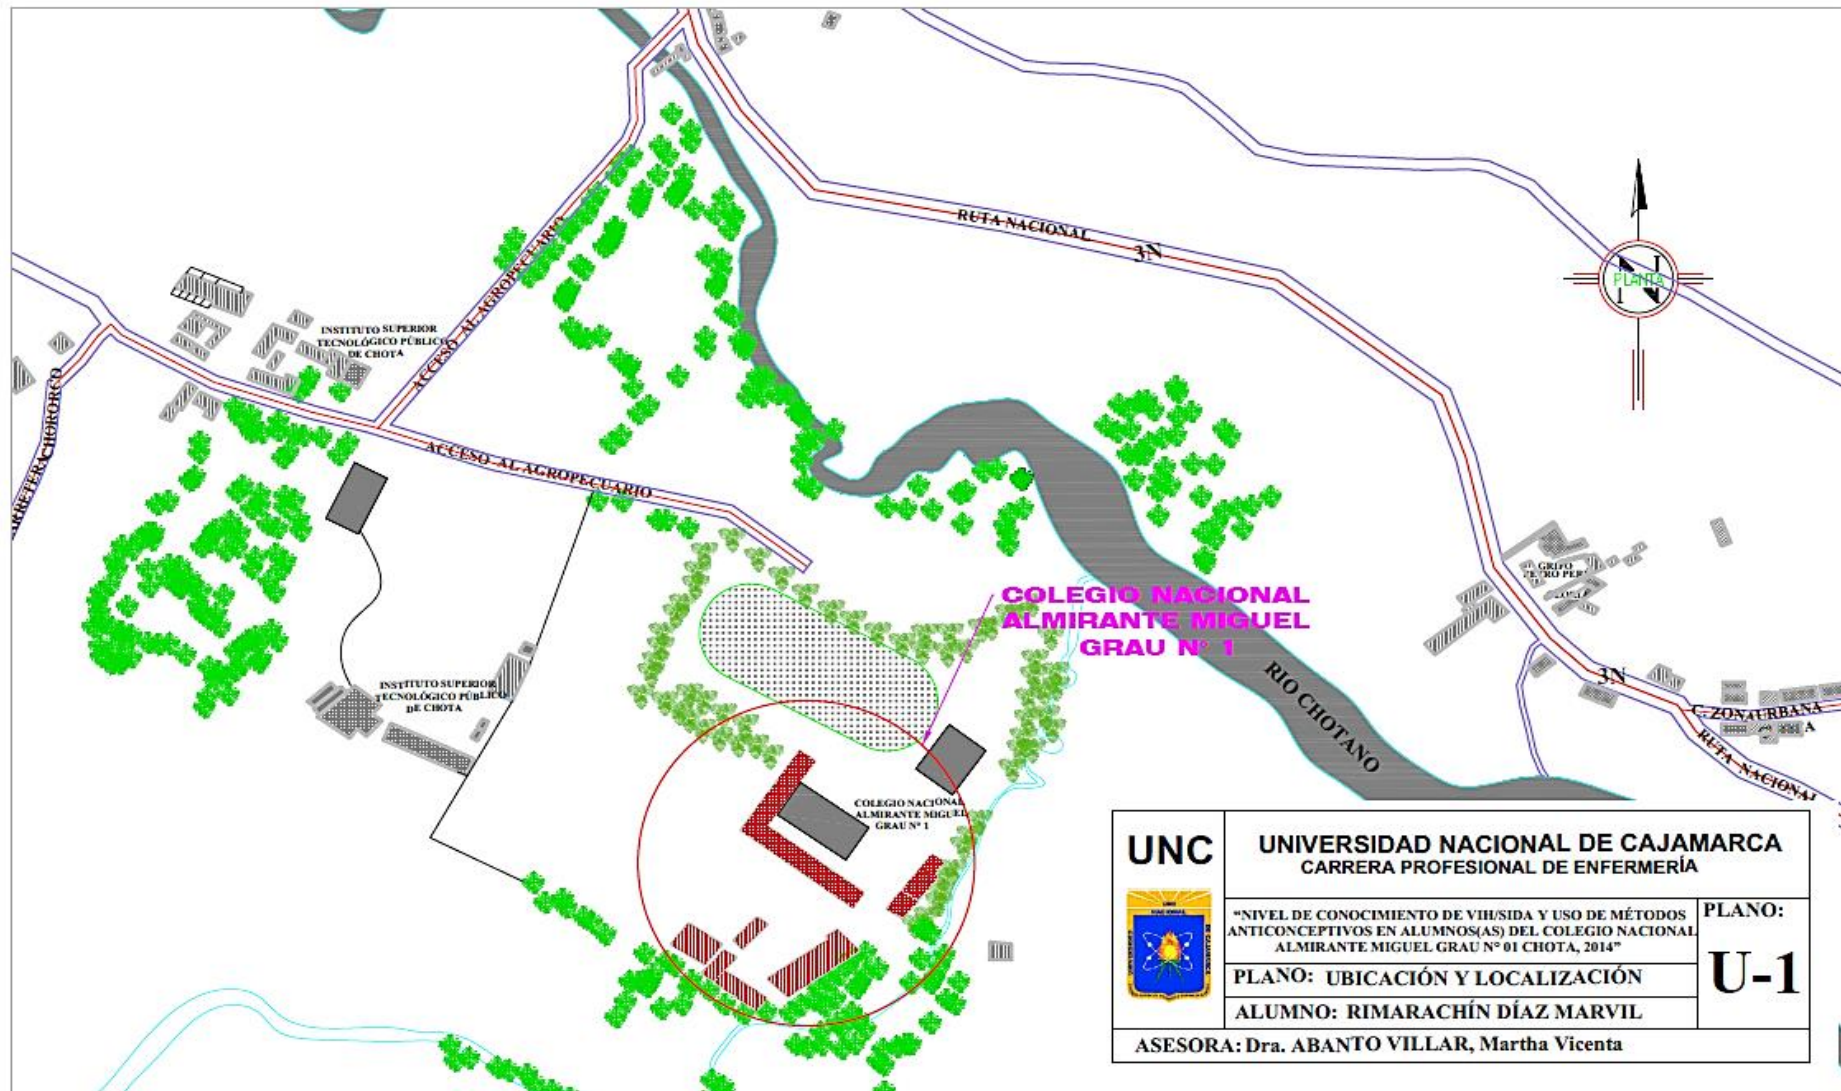 RUTA NACIONAL
3N
PLANTA
ACCESO AL AGROPECUARIO
INSTITUTO SUPERIOR
TECNOLÓGICO PÚBLICO
DE CHOTA
CHORORCO
ACCESO AL AGROPECUARIO
COLEGIO NACIONAL
ALMIRANTE MIGUEL
GRAU N° 1
GRIFO
RIO CHOTANO
3N
C. ZONA URBANA
RUTA NACIONAL
INSTITUTO SUPERIOR
TECNOLÓGICO PÚBLICO
DE CHOTA
COLEGIO NACIONAL
ALMIRANTE MIGUEL
GRAU N° 1
UNC
UNIVERSIDAD NACIONAL DE CAJAMARCA
CARRERA PROFESIONAL DE ENFERMERÍA
“NIVEL DE CONOCIMIENTO DE VIH/SIDA Y USO DE MÉTODOS
ANTICONCEPTIVOS EN ALUMNOS(AS) DEL COLEGIO NACIONAL
ALMIRANTE MIGUEL GRAU N° 01 CHOTA, 2014”
PLANO:
U-1
PLANO: UBICACIÓN Y LOCALIZACIÓN
ALUMNO: RIMARACHÍN DÍAZ MARVIL
ASESORA: Dra. ABANTO VILLAR, Martha Vicenta